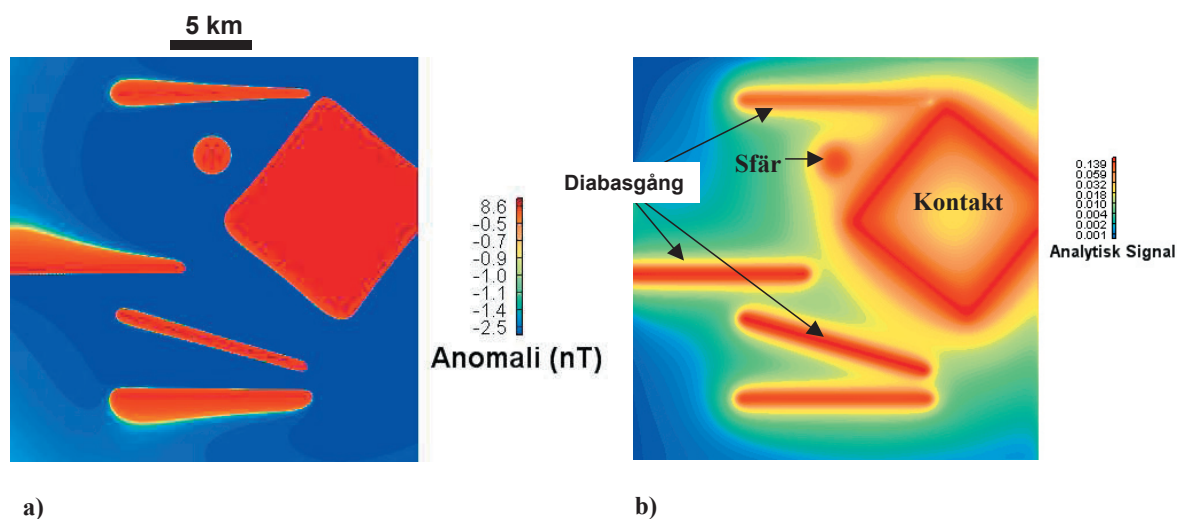 5 km
8.6
-0.5
-0.7
-0.9
-1.0
-1.1
-1.4
-2.5
Anomali (nT)
a)
Diabasgång
Sfär
Kontakt
0.139
0.059
0.032
0.018
0.010
0.004
0.002
0.001
Analytisk Signal
b)